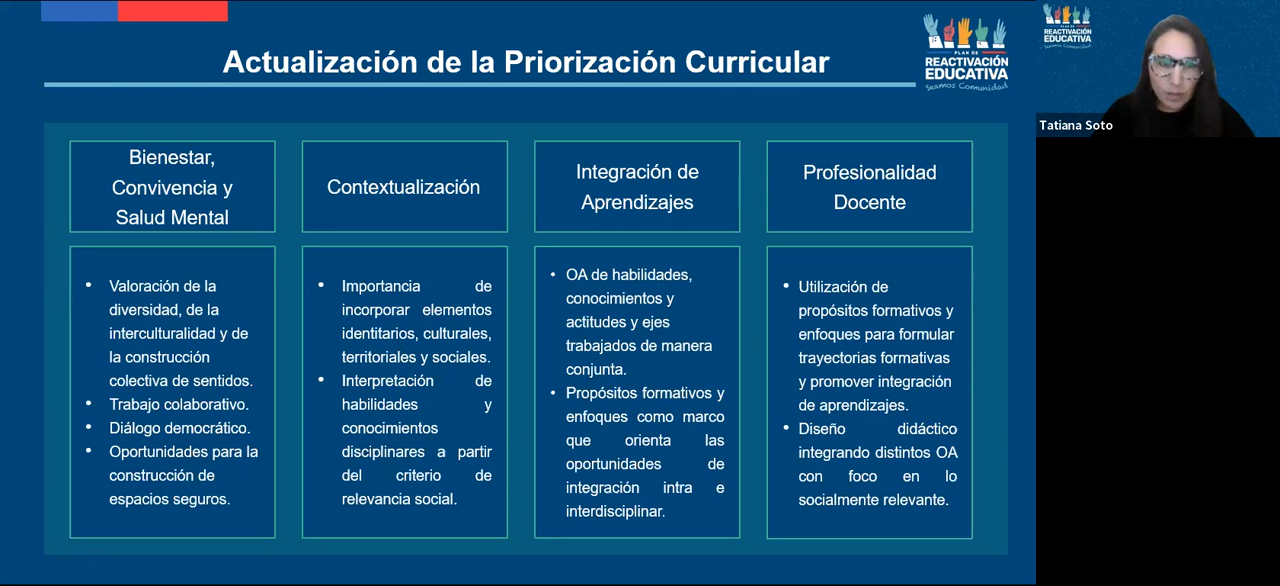 Actualización de la Priorización Curricular
PLAN DE
REACTIVACIÓN
EDUCATIVA
Seamos Comunidad
PLAN DE
REACTIVACIÓN
EDUCATIVA
Seamos Comunidad
Tatiana Soto
Bienestar,
Convivencia y
Salud Mental
• Valoración de la
diversidad, de la
interculturalidad y de
la construcción
colectiva de sentidos.
• Trabajo colaborativo.
• Diálogo democrático.
• Oportunidades para la
construcción de
espacios seguros.
Contextualización
• Importancia de
incorporar elementos
identitarios, culturales,
territoriales y sociales.
• Interpretación de
habilidades y
conocimientos
disciplinares a partir
del criterio de
relevancia social.
Integración de
Aprendizajes
• OA de habilidades,
conocimientos y
actitudes y ejes
trabajados de manera
conjunta.
• Propósitos formativos y
enfoques como marco
que orienta las
oportunidades de
integración intra e
interdisciplinar.
Profesionalidad
Docente
• Utilización de
propósitos formativos y
enfoques para formular
trayectorias formativas
y promover integración
de aprendizajes.
• Diseño didáctico
integrando distintos OA
con foco en lo
socialmente relevante.